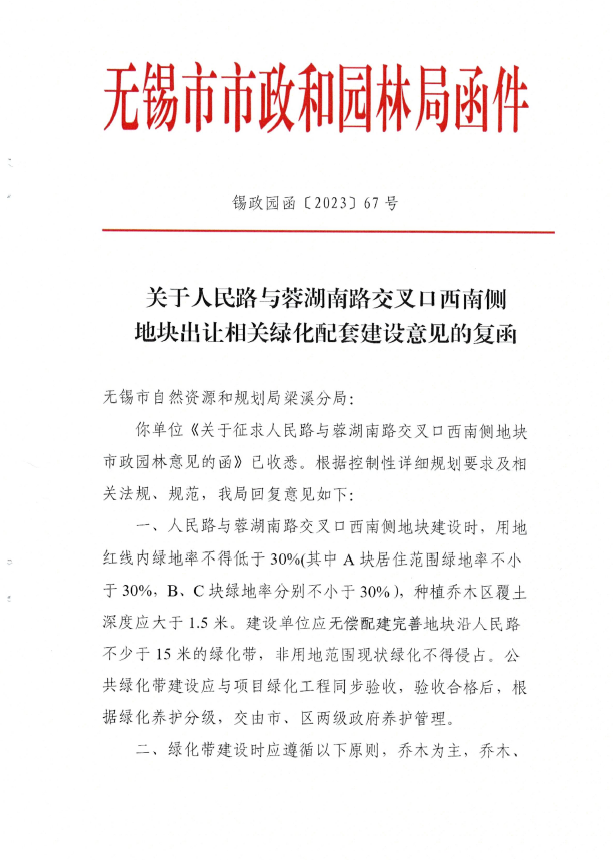 无锡市市政和园林局函件
锡政园函〔2023〕67号
关于人民路与蓉湖南路交叉口西南侧
地块出让相关绿化配套建设意见的复函
无锡市自然资源和规划局梁溪分局：
你单位《关于征求人民路与蓉湖南路交叉口西南侧地块
市政园林意见的函》已收悉。根据控制性详细规划要求及相
关法规、规范，我局回复意见如下：
一、人民路与蓉湖南路交叉口西南侧地块建设时，用地
红线内绿地率不得低于30%(其中A块居住范围绿地率不小
于30%，B、C块绿地率分别不小于30%），种植乔木区覆土
深度应大于1.5米。建设单位应无偿配建完善地块沿人民路
不少于15米的绿化带，非用地范围现状绿化不得侵占。公
共绿化带建设应与项目绿化工程同步验收，验收合格后，根
据绿化养护分级，交由市、区两级政府养护管理。
二、绿化带建设时应遵循以下原则，乔木为主，乔木、